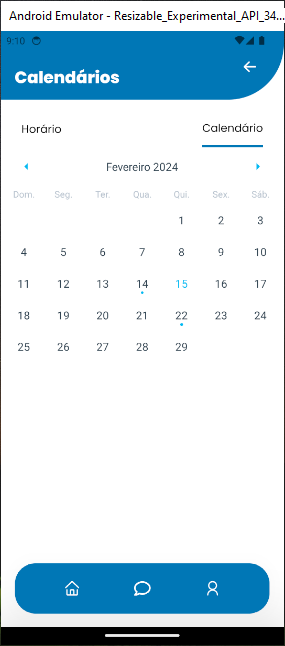 Android Emulator - Resizable_Experimental_API_34...
9:10
Calendários
Horário Calendário
Fevereiro 2024
Dom. Seg. Ter. Qua. Qui. Sex. Sáb.
1 2 3
4 5 6 7 8 9 10
11 12 13 14 15 16 17
18 19 20 21 22 23 24
25 26 27 28 29